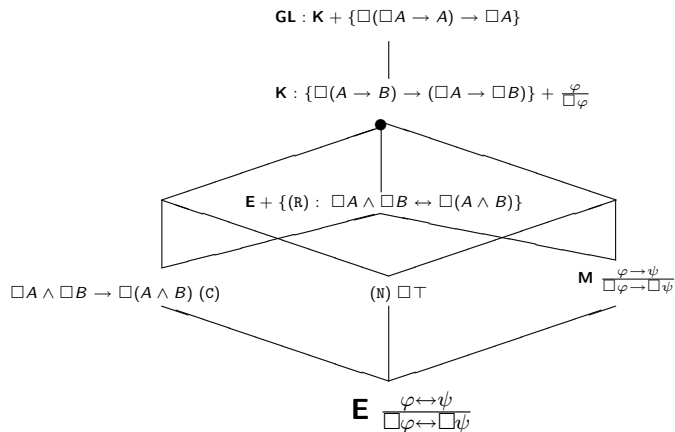 GL : K + {□(□A → A) → □A}
K : {□(A → B) → (□A → □B)} + φ/□φ
E + {(R) : □A ∧ □B ↔ □(A ∧ B)}
□A ∧ □B → □(A ∧ B) (C)
(N) □⊤
M φ→ψ/□φ→□ψ
E φ↔ψ/□φ↔□ψ